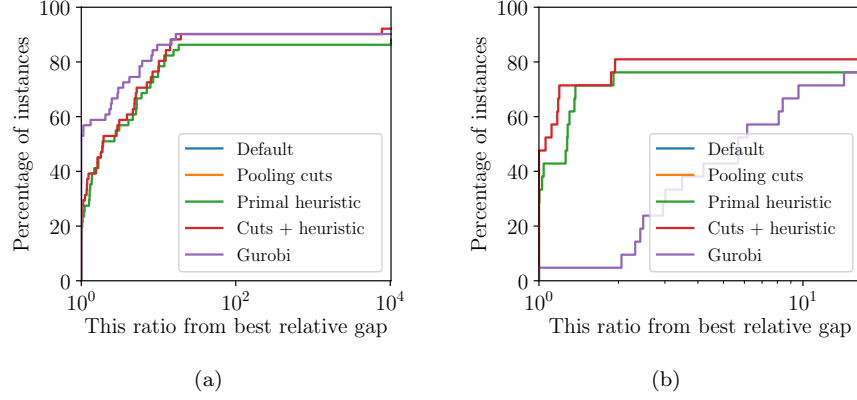 100
80
60
40
20
0
Percentage of instances
Default
Pooling cuts
Primal heuristic
Cuts + heuristic
Gurobi
10^0
10^2
10^4
This ratio from best relative gap
(a)
100
80
60
40
20
0
Percentage of instances
Default
Pooling cuts
Primal heuristic
Cuts + heuristic
Gurobi
10^0
10^1
This ratio from best relative gap
(b)